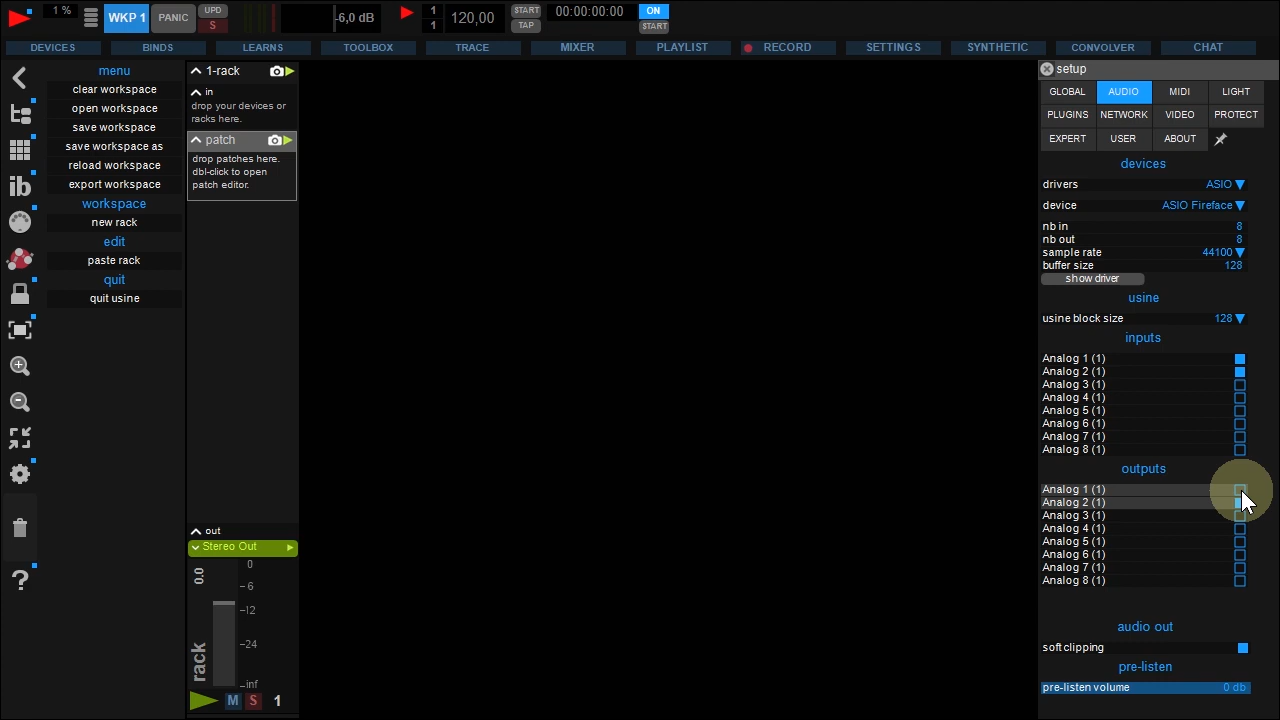 1 %
WKP 1
PANIC
UPD
S
-6,0 dB
1
1
120,00
START
TAP
00:00:00:00
ON
START
DEVICES
BINDS
LEARNS
TOOLBOX
TRACE
MIXER
PLAYLIST
RECORD
SETTINGS
SYNTHETIC
CONVOLVER
CHAT
menu
clear workspace
open workspace
save workspace
save workspace as
reload workspace
export workspace
workspace
new rack
edit
paste rack
quit
quit usine
ib
?
1-rack
in
drop your devices or
racks here.
patch
drop patches here.
dbl-click to open
patch editor.
out
Stereo Out
0.0
0
-6
-12
-24
-inf
rack
M
S
1
setup
GLOBAL
AUDIO
MIDI
LIGHT
PLUGINS
NETWORK
VIDEO
PROTECT
EXPERT
USER
ABOUT
devices
drivers ASIO
device ASIO Fireface
nb in 8
nb out 8
sample rate 44100
buffer size 128
show driver
usine
usine block size 128
inputs
Analog 1 (1)
Analog 2 (1)
Analog 3 (1)
Analog 4 (1)
Analog 5 (1)
Analog 6 (1)
Analog 7 (1)
Analog 8 (1)
outputs
Analog 1 (1)
Analog 2 (1)
Analog 3 (1)
Analog 4 (1)
Analog 5 (1)
Analog 6 (1)
Analog 7 (1)
Analog 8 (1)
audio out
soft clipping
pre-listen
pre-listen volume 0 db